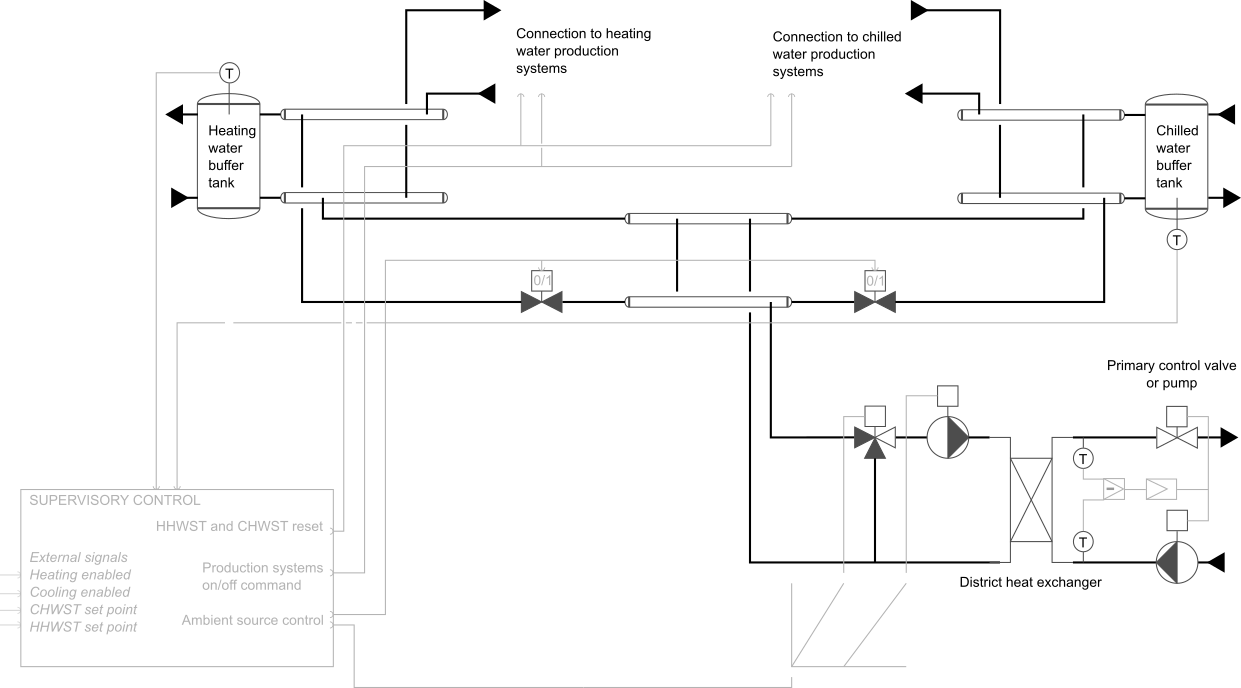 Connection to heating
water production
systems
Connection to chilled
water production
systems
T
Heating
water
buffer
tank
Chilled
water
buffer
tank
T
0/1
0/1
Primary control valve
or pump
T
T
District heat exchanger
SUPERVISORY CONTROL
HHWST and CHWST reset
External signals
Heating enabled
Cooling enabled
CHWST set point
HHWST set point
Production systems
on/off command
Ambient source control